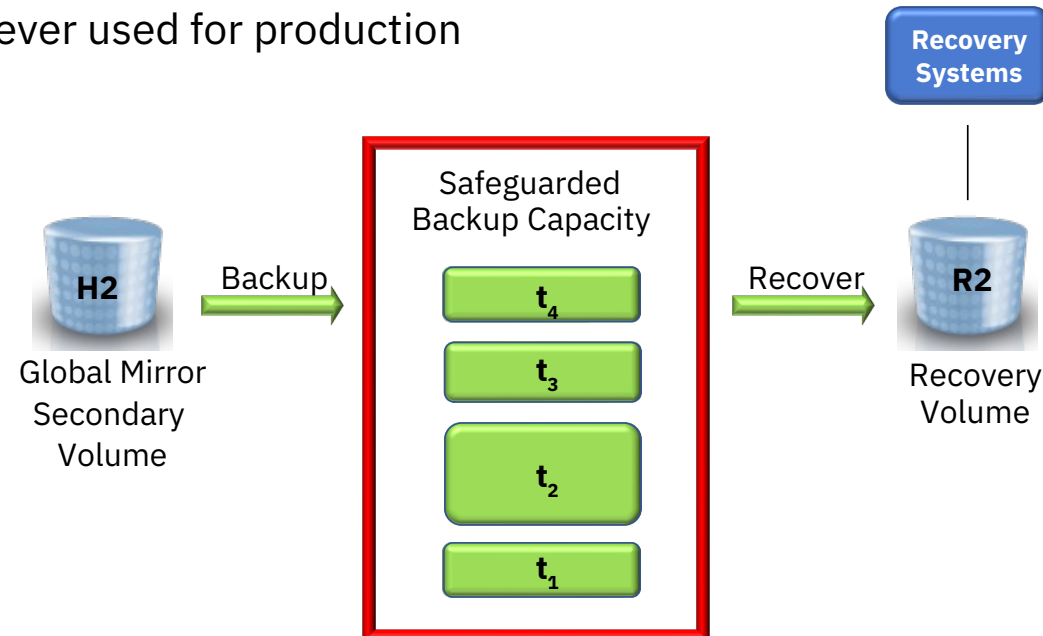 ever used for production
Recovery
Systems
Safeguarded
Backup Capacity
H2
Backup
t4
t3
t2
t1
Recover
R2
Global Mirror
Secondary
Volume
Recovery
Volume